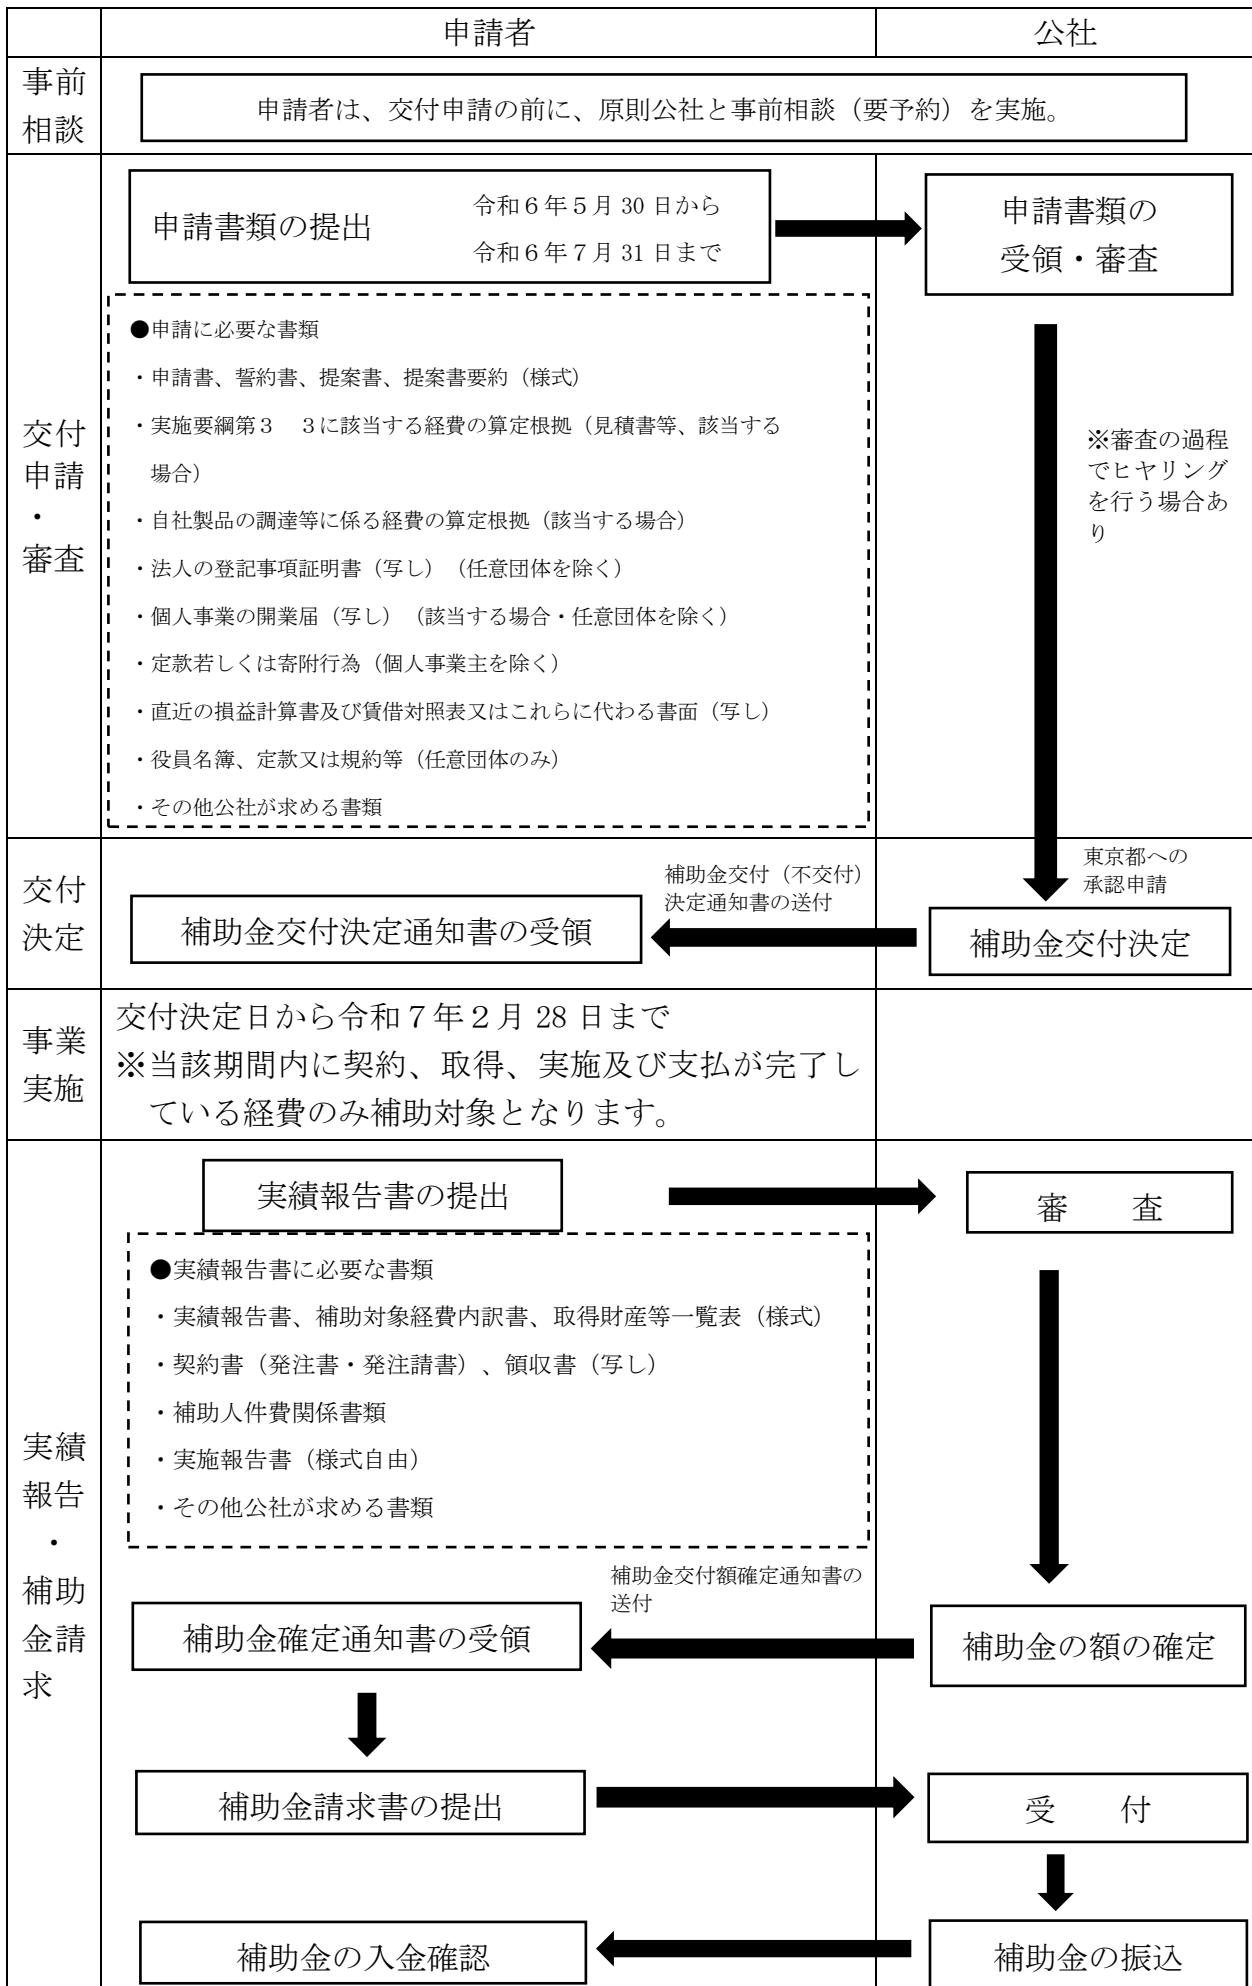 申請者
公社
事前
相談
申請者は、交付申請の前に、原則公社と事前相談（要予約）を実施。
交付
申請
・
審査
申請書類の提出
令和６年５月 30 日から
令和６年７月 31 日まで
申請書類の
受領・審査
●申請に必要な書類
・申請書、誓約書、提案書、提案書要約（様式）
・実施要綱第３　３に該当する経費の算定根拠（見積書等、該当する
場合）
・自社製品の調達等に係る経費の算定根拠（該当する場合）
・法人の登記事項証明書（写し）（任意団体を除く）
・個人事業の開業届（写し）（該当する場合・任意団体を除く）
・定款若しくは寄附行為（個人事業主を除く）
・直近の損益計算書及び賃借対照表又はこれらに代わる書面（写し）
・役員名簿、定款又は規約等（任意団体のみ）
・その他公社が求める書類
※審査の過程
でヒヤリング
を行う場合あ
り
交付
決定
補助金交付決定通知書の受領
補助金交付（不交付）
決定通知書の送付
東京都への
承認申請
補助金交付決定
事業
実施
交付決定日から令和７年２月 28 日まで
※当該期間内に契約、取得、実施及び支払が完了し
ている経費のみ補助対象となります。
実績
報告
・
補助
金請
求
実績報告書の提出
審　　査
●実績報告書に必要な書類
・実績報告書、補助対象経費内訳書、取得財産等一覧表（様式）
・契約書（発注書・発注請書）、領収書（写し）
・補助人件費関係書類
・実施報告書（様式自由）
・その他公社が求める書類
補助金交付額確定通知書の
送付
補助金確定通知書の受領
補助金の額の確定
補助金請求書の提出
受　　付
補助金の入金確認
補助金の振込